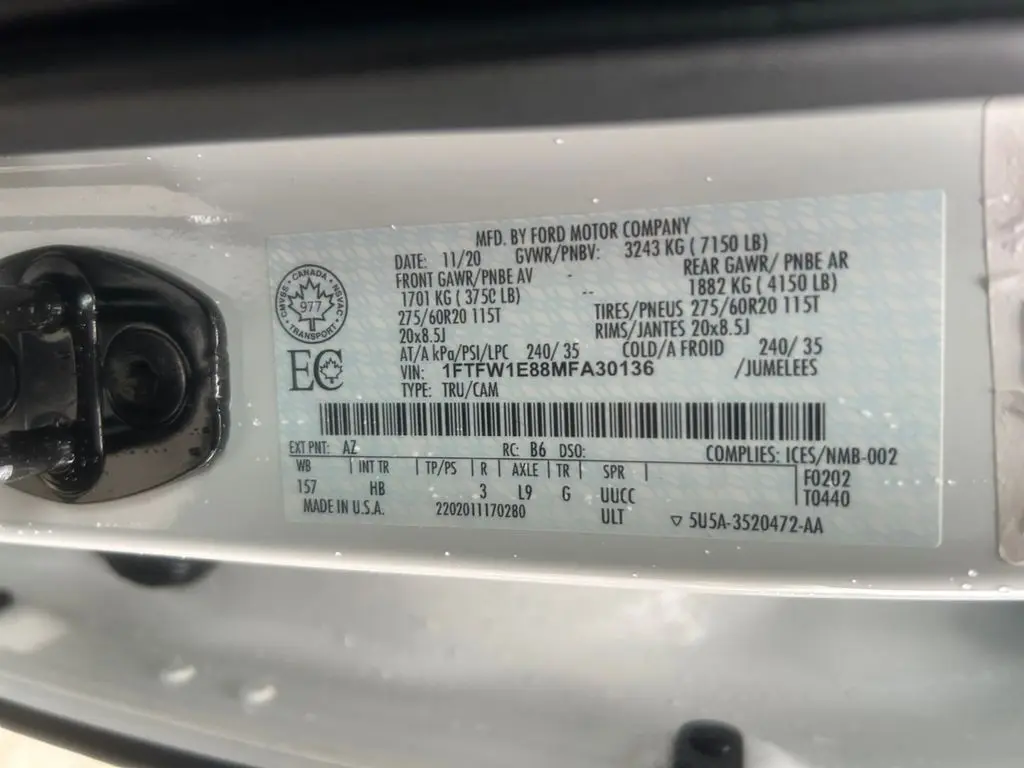 MFD. BY FORD MOTOR COMPANY
DATE: 11/20 GVWR/PNBV: 3243 KG ( 7150 LB)
FRONT GAWR/PNBE AV - REAR GAWR/ PNBE AR
1701 KG ( 3750 LB) -- 1882 KG ( 4150 LB)
275/60R20 115T TIRES/PNEUS 275/60R20 115T
20x8.5J RIMS/JANTES 20x8.5J
AT/A kPa/PSI/LPC 240/ 35 COLD/A FROID 240/ 35
VIN: 1FTFW1E88MFA30136 /JUMELEES
TYPE: TRU/CAM
CANADA
CMVSS • NSVAC
977
TRANSPORT
EC
EXT PNT: AZ RC: B6 DSO: COMPLIES: ICES/NMB-002
WB INT TR TP/PS R AXLE TR SPR F0202
157 HB 3 L9 G UUCC T0440
MADE IN U.S.A. 2202011170280 ULT ▽ 5U5A-3520472-AA